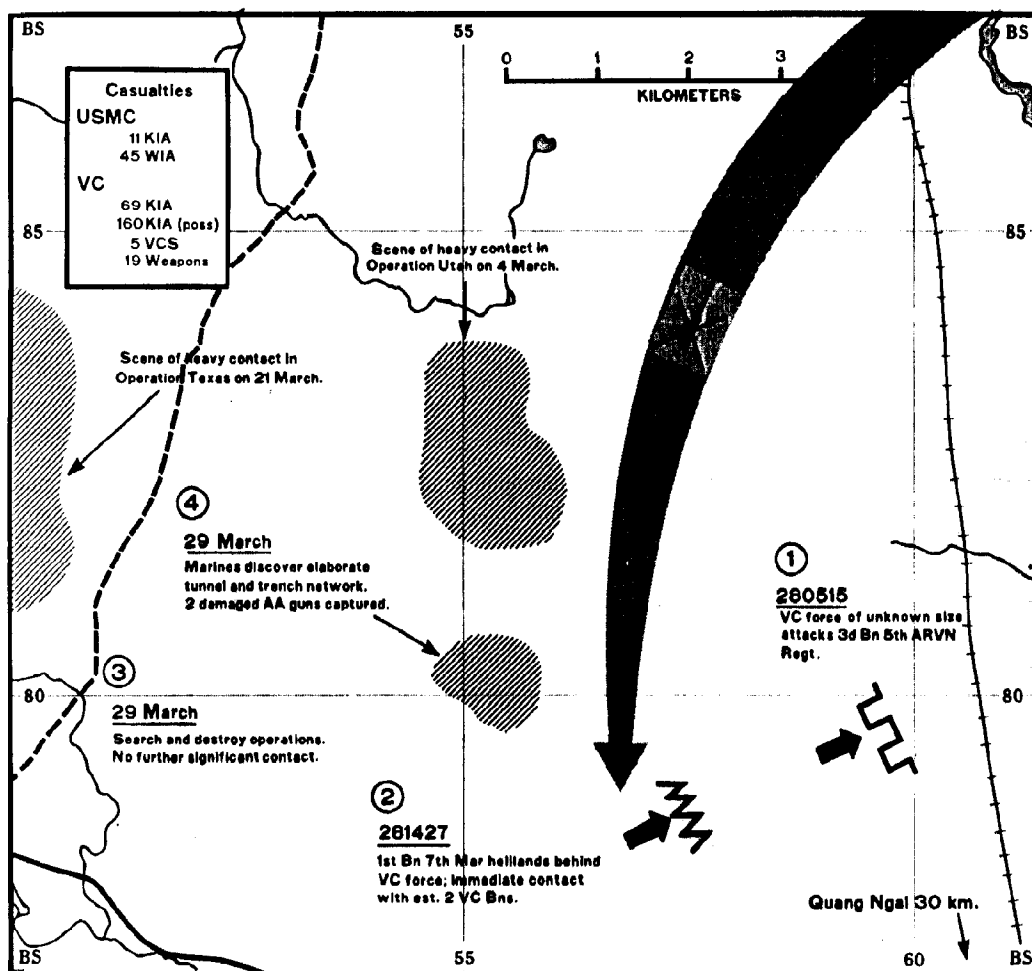 BS
55
BS
0 1 2 3
KILOMETERS
Casualties
USMC
11 KIA
45 WIA
VC
69 KIA
160 KIA (poss)
5 VCS
19 Weapons
85
85
Scene of heavy contact in
Operation Utah on 4 March.
Scene of heavy contact in
Operation Texas on 21 March.
4
29 March
Marines discover elaborate
tunnel and trench network.
2 damaged AA guns captured.
1
280515
VC force of unknown size
attacks 3d Bn 5th ARVN
Regt.
3
80
80
29 March
Search and destroy operations.
No further significant contact.
2
281427
1st Bn 7th Mar helilands behind
VC force; immediate contact
with est. 2 VC Bns.
Quang Ngai 30 km.
BS
55
60
BS